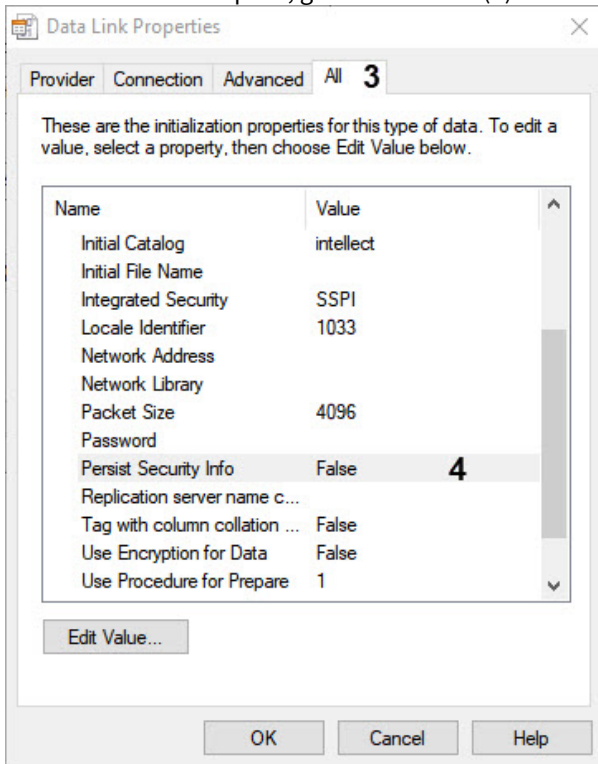 Data Link Properties
Provider Connection Advanced All 3
These are the initialization properties for this type of data. To edit a
value, select a property, then choose Edit Value below.
Name Value
Initial Catalog intellect
Initial File Name
Integrated Security SSPI
Locale Identifier 1033
Network Address
Network Library
Packet Size 4096
Password
Persist Security Info False 4
Replication server name c...
Tag with column collation ... False
Use Encryption for Data False
Use Procedure for Prepare 1
Edit Value...
OK Cancel Help